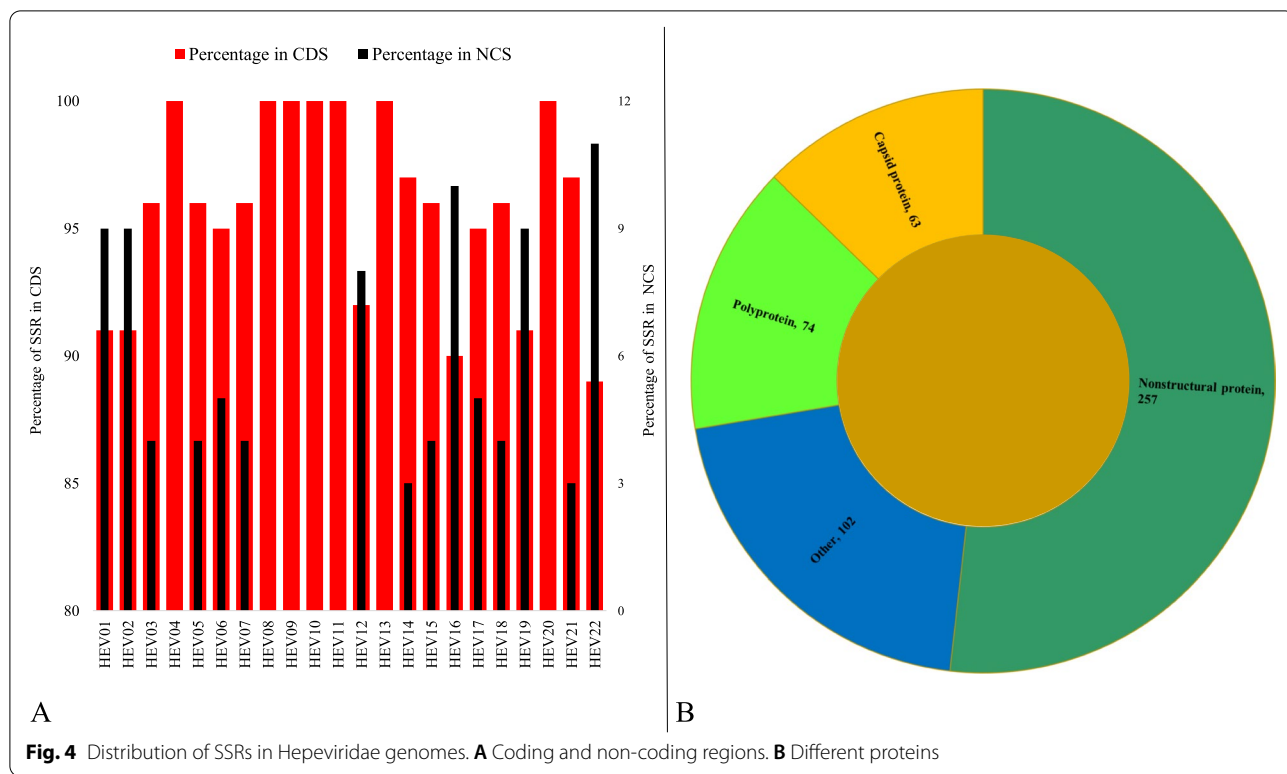 Percentage in CDS Percentage in NCS
Percentage of SSR in CDS
100
95
90
85
80
12
9
6
3
0
Percentage of SSR in NCS
HEV01
HEV02
HEV03
HEV04
HEV05
HEV06
HEV07
HEV08
HEV09
HEV10
HEV11
HEV12
HEV13
HEV14
HEV15
HEV16
HEV17
HEV18
HEV19
HEV20
HEV21
HEV22
A
Capsid protein, 63
Polyprotein, 74
Other, 102
Nonstructural protein,
257
B
Fig. 4 Distribution of SSRs in Hepeviridae genomes. A Coding and non-coding regions. B Different proteins